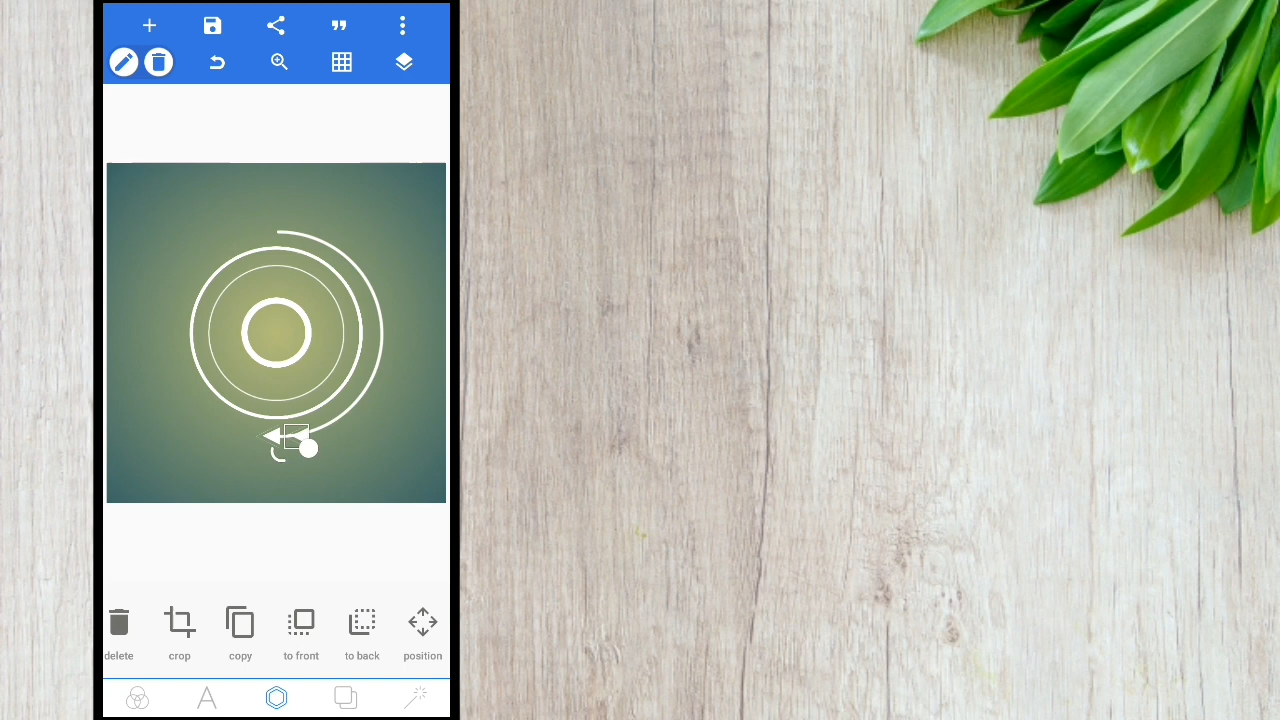 delete
crop
copy
to front
to back
position